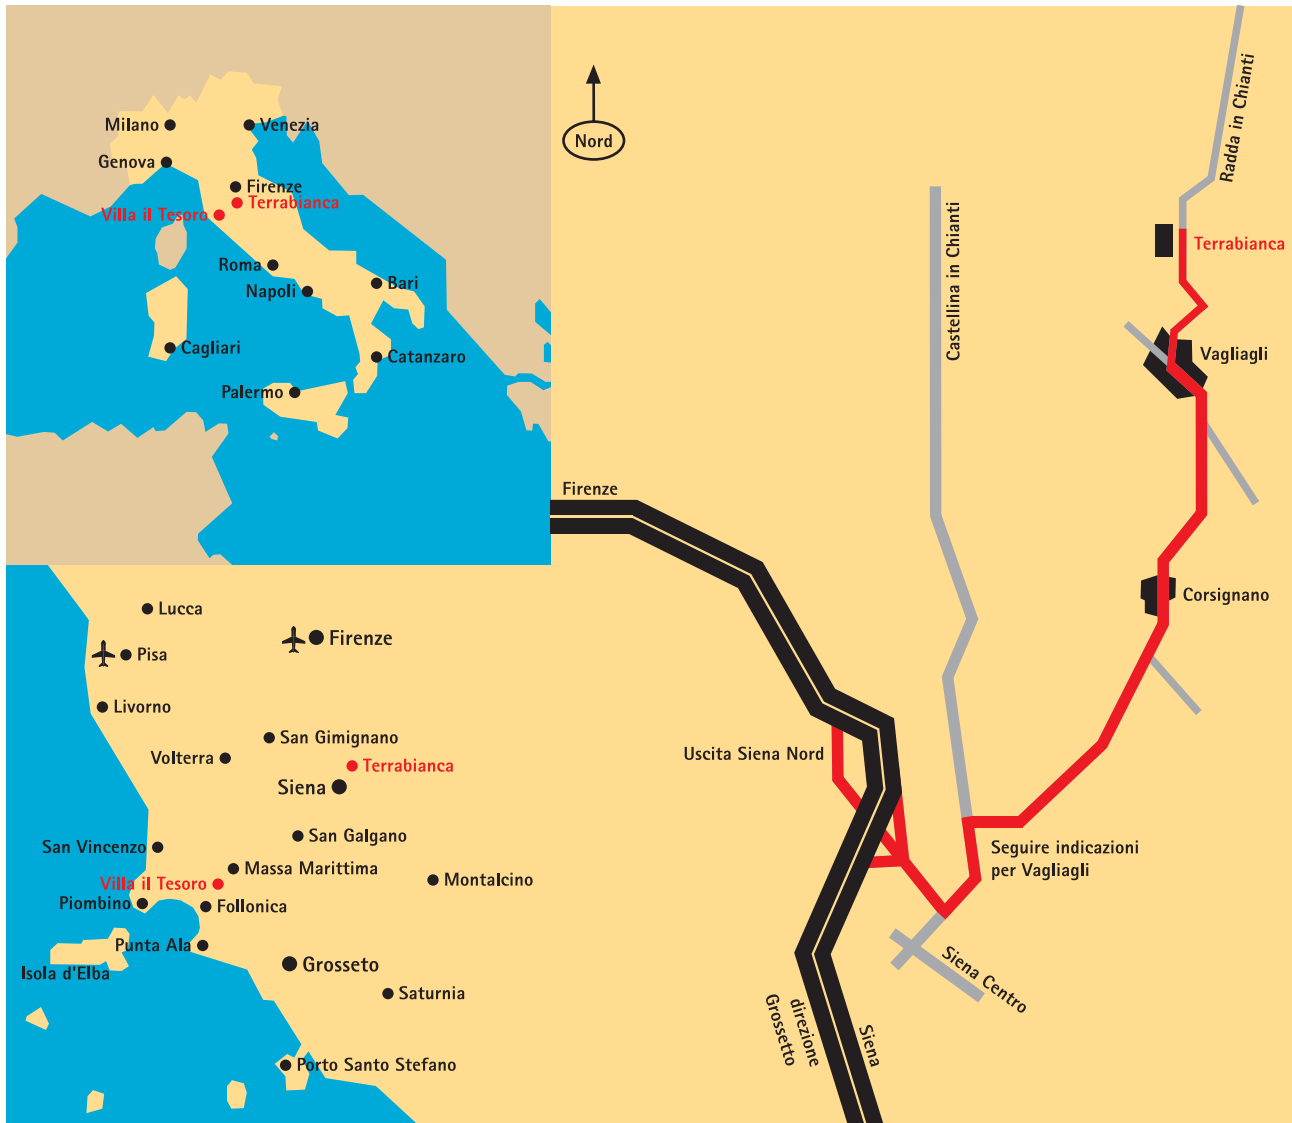 Milano
Venezia
Genova
Firenze
Terrabianca
Villa il Tesoro
Roma
Napoli
Bari
Cagliari
Catanzaro
Palermo
Lucca
Firenze
Pisa
Livorno
San Gimignano
Volterra
Terrabianca
Siena
San Galgano
San Vincenzo
Massa Marittima
Villa il Tesoro
Montalcino
Piombino
Follonica
Punta Ala
Isola d'Elba
Grosseto
Saturnia
Porto Santo Stefano
Nord
Radda in Chianti
Terrabianca
Castellina in Chianti
Vagliagli
Firenze
Corsignano
Uscita Siena Nord
Seguire indicazioni
per Vagliagli
Siena Centro
Siena
direzione
Grossetto